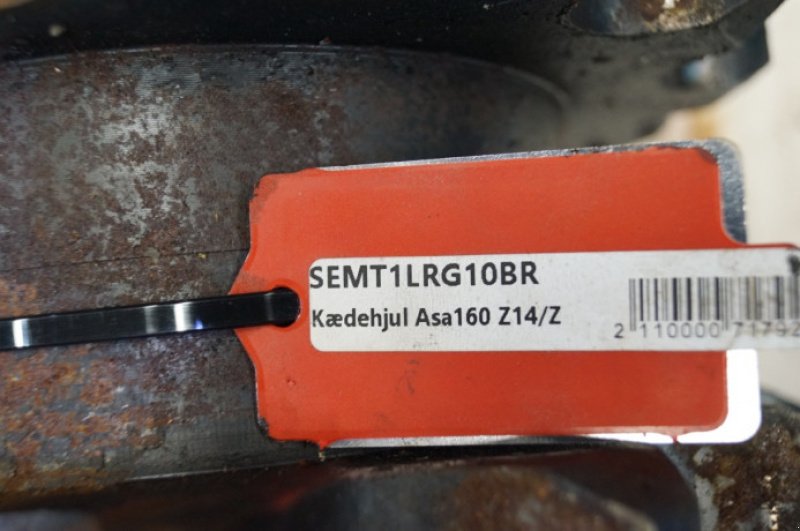 SEMT1LRG10BR
Kædehjul Asa160 Z14/Z
2 110000 71792